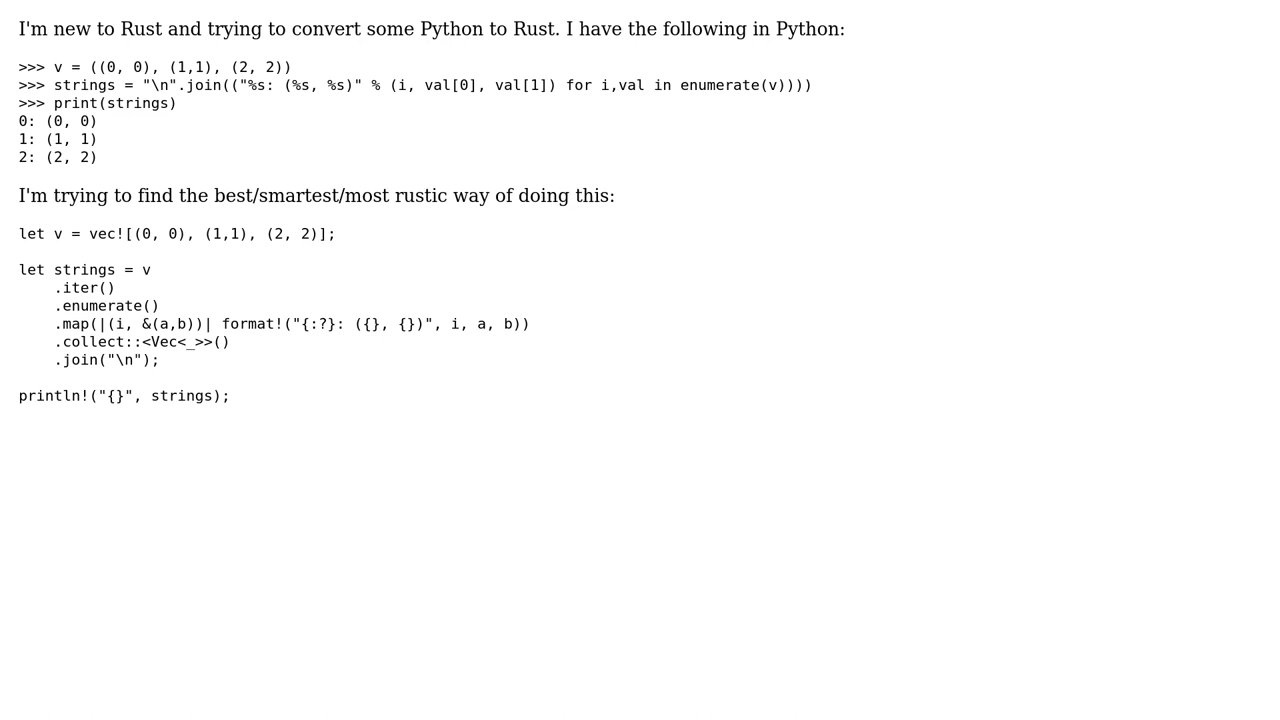 I'm new to Rust and trying to convert some Python to Rust. I have the following in Python:
>>> v = ((0, 0), (1,1), (2, 2))
>>> strings = "\n".join(("%s: (%s, %s)" % (i, val[0], val[1]) for i,val in enumerate(v))))
>>> print(strings)
0: (0, 0)
1: (1, 1)
2: (2, 2)
I'm trying to find the best/smartest/most rustic way of doing this:
let v = vec![(0, 0), (1,1), (2, 2)];
let strings = v
    .iter()
    .enumerate()
    .map(|(i, &(a,b))| format!("{:?}: ({}, {})", i, a, b))
    .collect::<Vec<_>>()
    .join("\n");
println!("{}", strings);